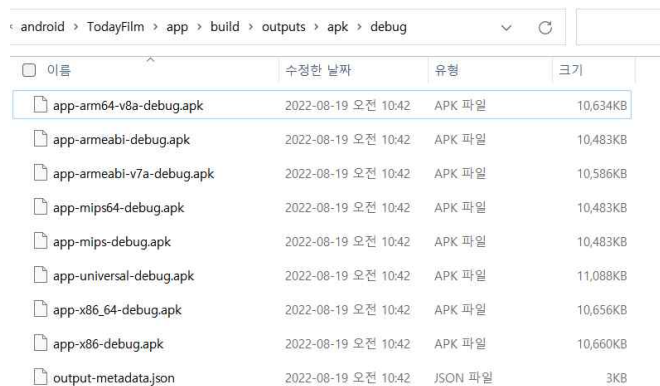 ‹ android › TodayFilm › app › build › outputs › apk › debug
이름 수정한 날짜 유형 크기
app-arm64-v8a-debug.apk 2022-08-19 오전 10:42 APK 파일 10,634KB
app-armeabi-debug.apk 2022-08-19 오전 10:42 APK 파일 10,483KB
app-armeabi-v7a-debug.apk 2022-08-19 오전 10:42 APK 파일 10,586KB
app-mips64-debug.apk 2022-08-19 오전 10:42 APK 파일 10,483KB
app-mips-debug.apk 2022-08-19 오전 10:42 APK 파일 10,483KB
app-universal-debug.apk 2022-08-19 오전 10:42 APK 파일 11,088KB
app-x86_64-debug.apk 2022-08-19 오전 10:42 APK 파일 10,656KB
app-x86-debug.apk 2022-08-19 오전 10:42 APK 파일 10,660KB
output-metadata.json 2022-08-19 오전 10:42 JSON 파일 3KB